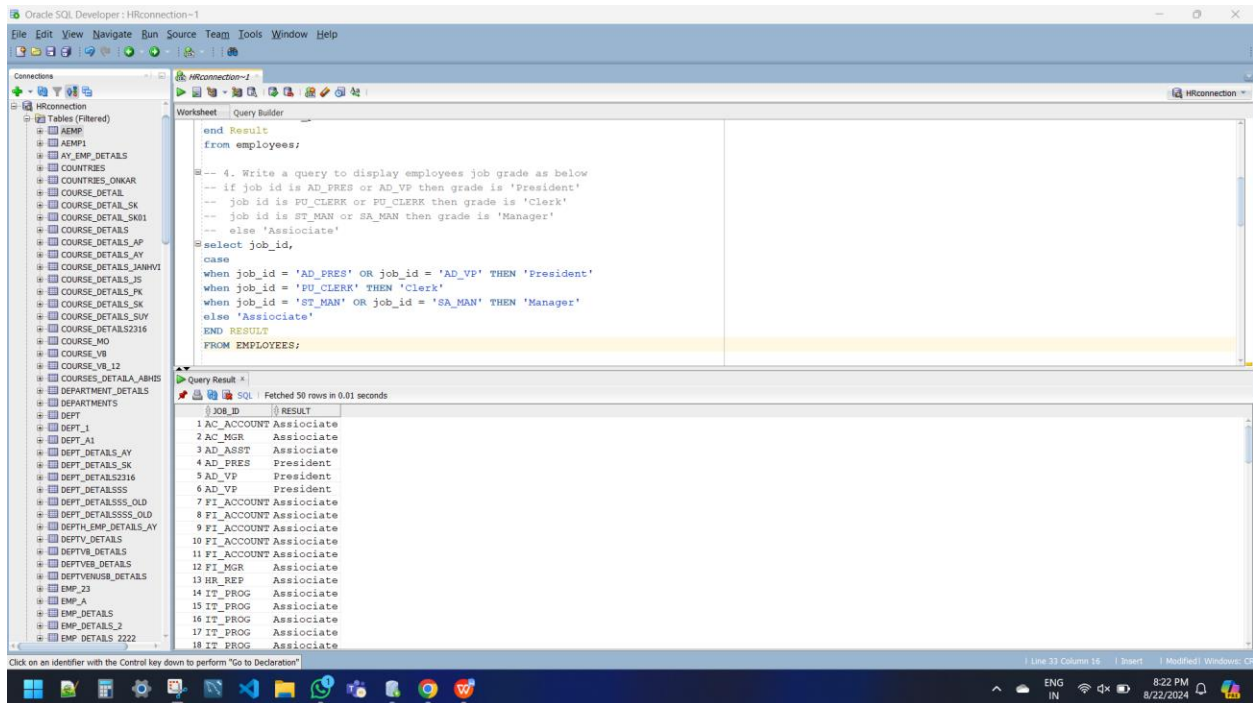 Oracle SQL Developer : HRconnection~1
File Edit View Navigate Run Source Team Tools Window Help
Connections
HRconnection~1
HRconnection
Worksheet Query Builder
HRconnection
Tables (Filtered)
AEMP
AEMP1
AY_EMP_DETAILS
COUNTRIES
COUNTRIES_ONKAR
COURSE_DETAIL
COURSE_DETAIL_SK
COURSE_DETAIL_SK01
COURSE_DETAILS
COURSE_DETAILS_AP
COURSE_DETAILS_AY
COURSE_DETAILS_JANHVI
COURSE_DETAILS_JS
COURSE_DETAILS_PK
COURSE_DETAILS_SK
COURSE_DETAILS_SUY
COURSE_DETAILS2316
COURSE_MO
COURSE_VB
COURSE_VB_12
COURSES_DETAILA_ABHIS
DEPARTMENT_DETAILS
DEPARTMENTS
DEPT
DEPT_1
DEPT_A1
DEPT_DETAILS_AY
DEPT_DETAILS_SK
DEPT_DETAILS2316
DEPT_DETAILSSS
DEPT_DETAILSSS_OLD
DEPT_DETAILSSSS_OLD
DEPTH_EMP_DETAILS_AY
DEPTV_DETAILS
DEPTVB_DETAILS
DEPTVEB_DETAILS
DEPTVENUSB_DETAILS
EMP_23
EMP_A
EMP_DETAILS
EMP_DETAILS_2
EMP_DETAILS_2222
end Result
from employees;
-- 4. Write a query to display employees job grade as below
-- if job id is AD_PRES or AD_VP then grade is 'President'
-- job id is PU_CLERK or PU_CLERK then grade is 'Clerk'
-- job id is ST_MAN or SA_MAN then grade is 'Manager'
-- else 'Assiociate'
select job_id,
case
when job_id = 'AD_PRES' OR job_id = 'AD_VP' THEN 'President'
when job_id = 'PU_CLERK' THEN 'Clerk'
when job_id = 'ST_MAN' OR job_id = 'SA_MAN' THEN 'Manager'
else 'Assiociate'
END RESULT
FROM EMPLOYEES;
Query Result
SQL | Fetched 50 rows in 0.01 seconds
JOB_ID RESULT
1 AC_ACCOUNT Assiociate
2 AC_MGR Assiociate
3 AD_ASST Assiociate
4 AD_PRES President
5 AD_VP President
6 AD_VP President
7 FI_ACCOUNT Assiociate
8 FI_ACCOUNT Assiociate
9 FI_ACCOUNT Assiociate
10 FI_ACCOUNT Assiociate
11 FI_ACCOUNT Assiociate
12 FI_MGR Assiociate
13 HR_REP Assiociate
14 IT_PROG Assiociate
15 IT_PROG Assiociate
16 IT_PROG Assiociate
17 IT_PROG Assiociate
18 IT_PROG Assiociate
Click on an identifier with the Control key down to perform "Go to Declaration"
Line 33 Column 16 | Insert | Modified | Windows: CR
ENG
IN
8:22 PM
8/22/2024